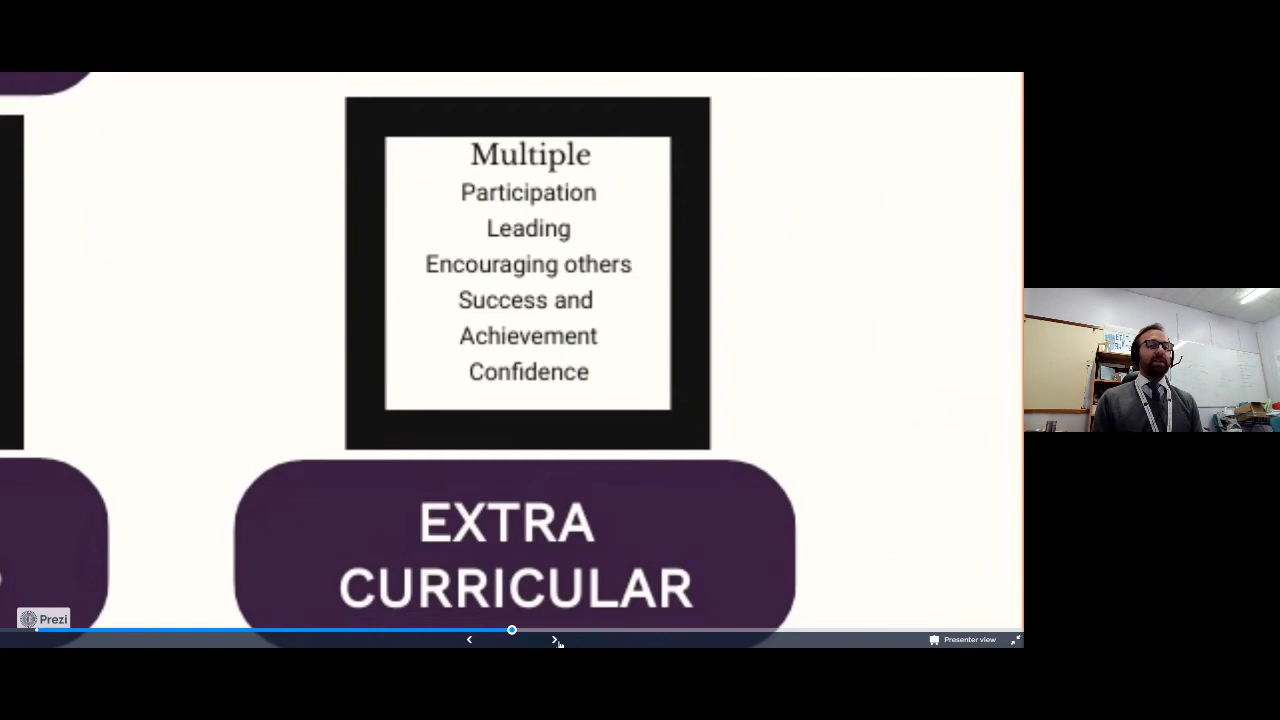 Multiple
Participation
Leading
Encouraging others
Success and
Achievement
Confidence
EXTRA
CURRICULAR
Prezi
Presenter view